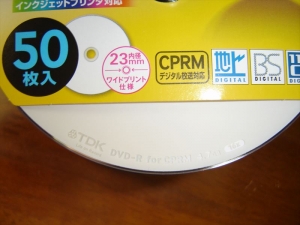 インクジェットプリンタ対応
50
枚入
内径
23mm
ワイドプリント
仕様
CPRM
デジタル放送対応
地上
DIGITAL
BS
DIGITAL
TDK
DVD-R for